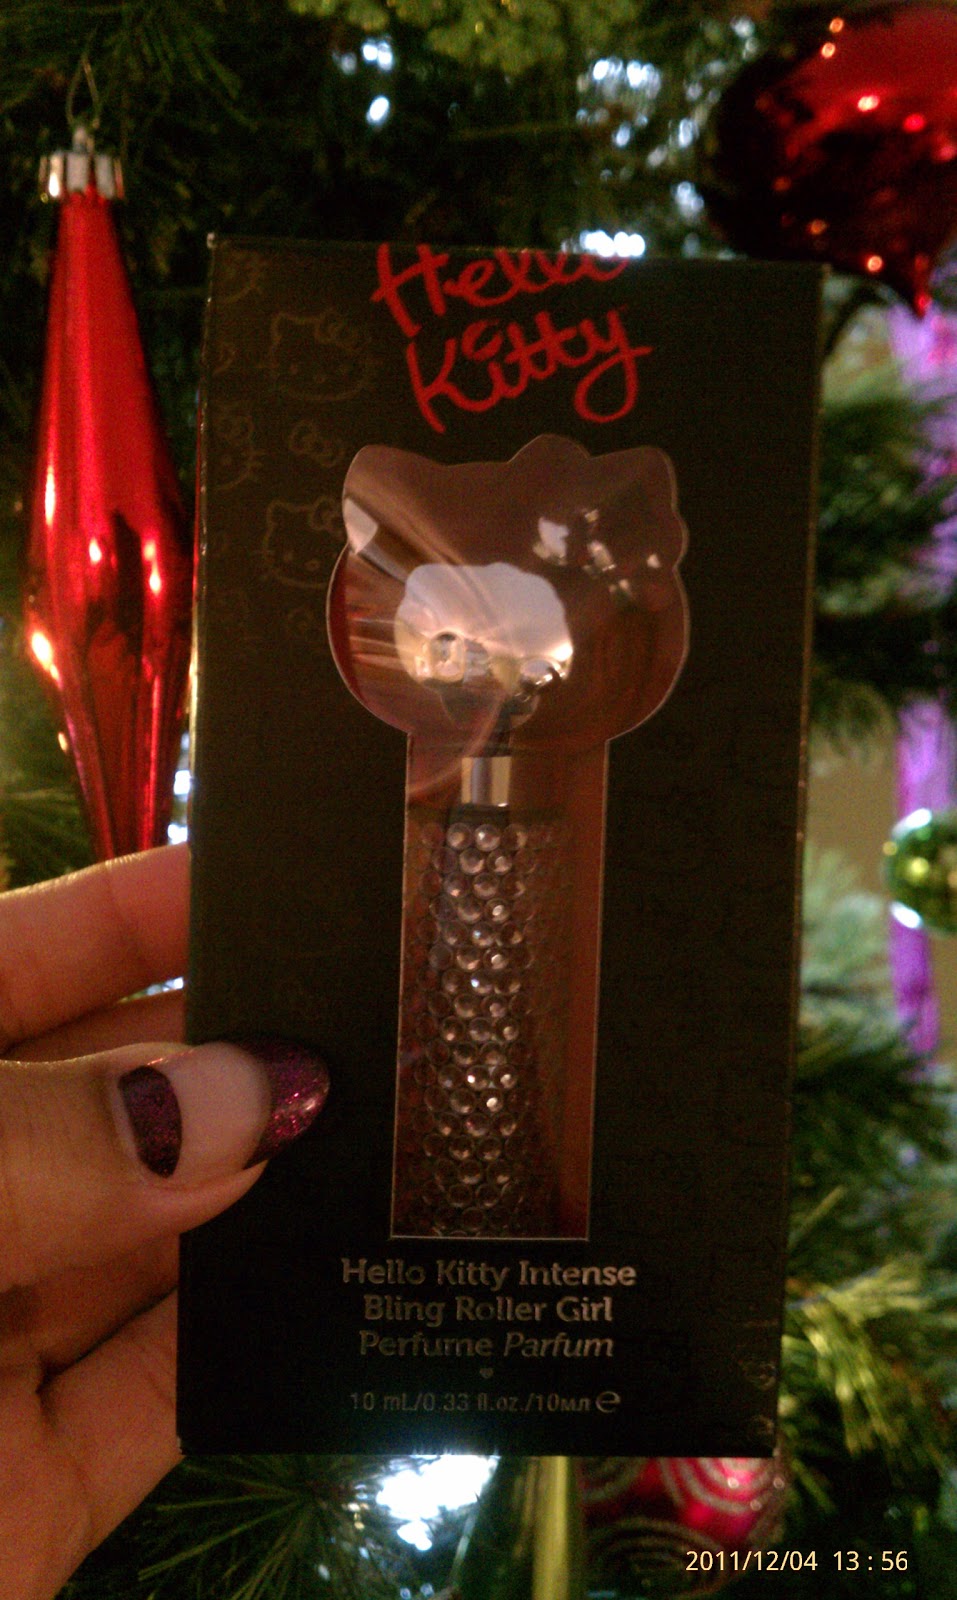 Hello
Kitty
Hello Kitty Intense
Bling Roller Girl
Perfume Parfum
10 mL/0.33 fl.oz./10мл ℮
2011/12/04 13:56